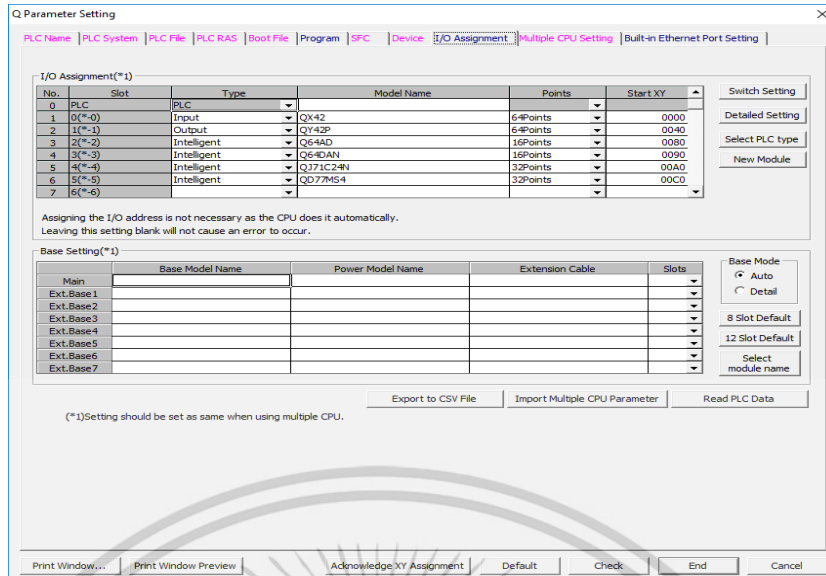 Q Parameter Setting
PLC Name PLC System PLC File PLC RAS Boot File Program SFC Device I/O Assignment Multiple CPU Setting Built-in Ethernet Port Setting
I/O Assignment(*1)
No. Slot Type Model Name Points Start XY
0 PLC PLC
1 0(*-0) Input QX42 64Points 0000
2 1(*-1) Output QY42P 64Points 0040
3 2(*-2) Intelligent Q64AD 16Points 0080
4 3(*-3) Intelligent Q64DAN 16Points 0090
5 4(*-4) Intelligent QJ71C24N 32Points 00A0
6 5(*-5) Intelligent QD77MS4 32Points 00C0
7 6(*-6)
Switch Setting
Detailed Setting
Select PLC type
New Module
Assigning the I/O address is not necessary as the CPU does it automatically.
Leaving this setting blank will not cause an error to occur.
Base Setting(*1)
Base Model Name Power Model Name Extension Cable Slots
Main
Ext.Base1
Ext.Base2
Ext.Base3
Ext.Base4
Ext.Base5
Ext.Base6
Ext.Base7
Base Mode
Auto
Detail
8 Slot Default
12 Slot Default
Select
module name
Export to CSV File Import Multiple CPU Parameter Read PLC Data
(*1)Setting should be set as same when using multiple CPU.
Print Window... Print Window Preview Acknowledge XY Assignment Default Check End Cancel